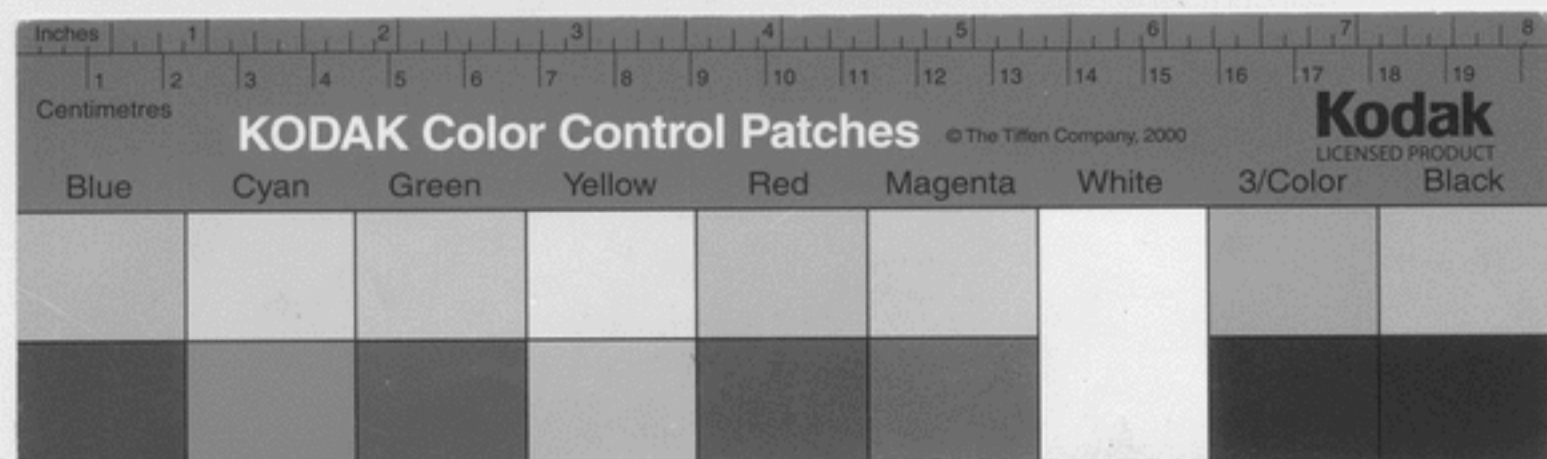 Inches 1 2 3 4 5 6 7 8
1 2 3 4 5 6 7 8 9 10 11 12 13 14 15 16 17 18 19
Centimetres
KODAK Color Control Patches © The Tiffen Company, 2000
Kodak
LICENSED PRODUCT
Blue Cyan Green Yellow Red Magenta White 3/Color Black